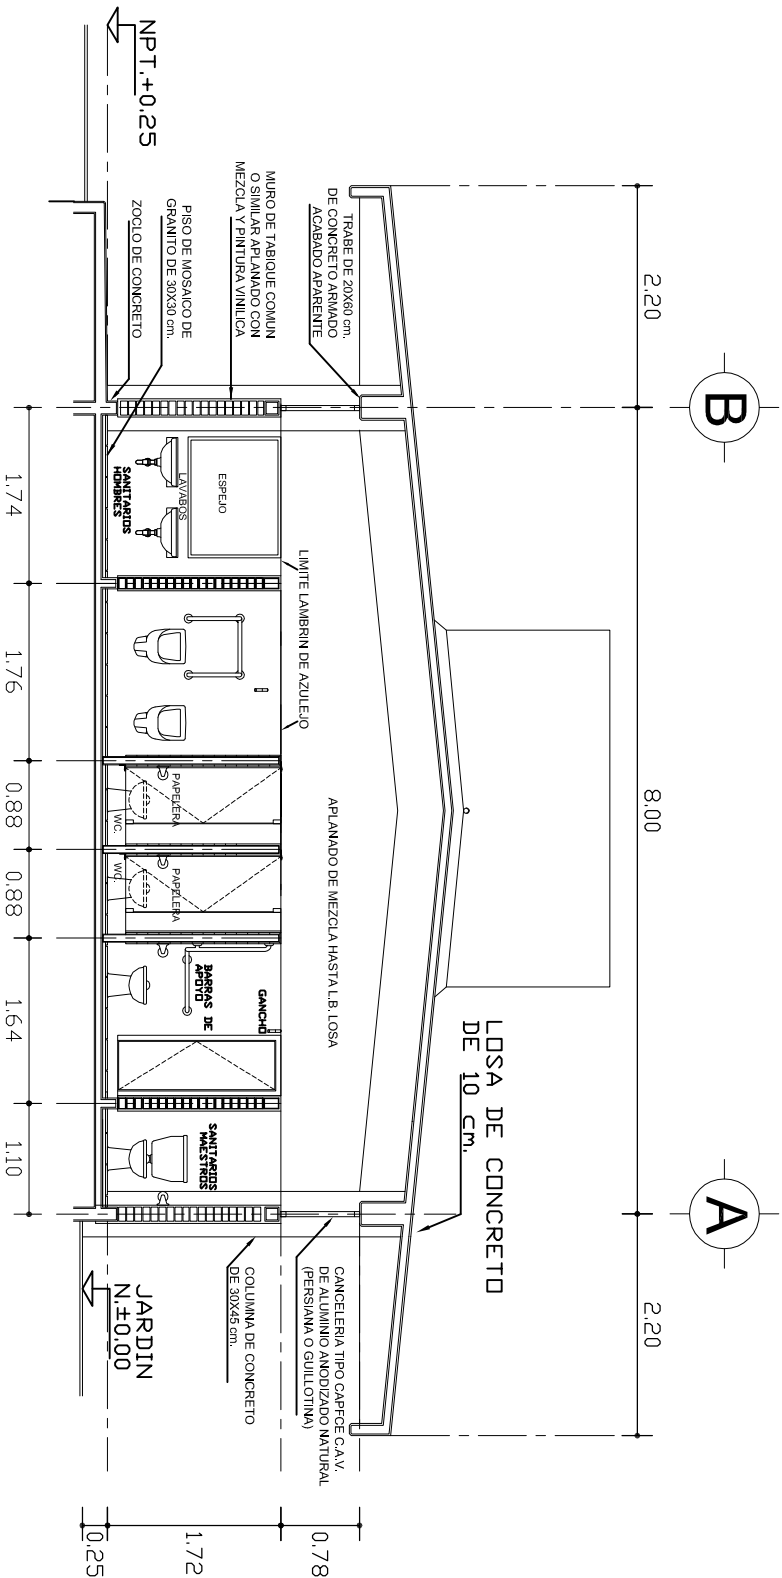 B
A
2.20
8.00
2.20
LOSA DE CONCRETO
DE 10 cm.
TRABE DE 20X60 cm.
DE CONCRETO ARMADO
ACABADO APARENTE
MURO DE TABIQUE COMUN
O SIMILAR APLANADO CON
MEZCLA Y PINTURA VINILICA
PISO DE MOSAICO DE
GRANITO DE 30X30 cm.
ZOCLO DE CONCRETO
NPT.+0.25
LIMITE LAMBRIN DE AZULEJO
APLANADO DE MEZCLA HASTA L.B. LOSA
ESPEJO
LAVABOS
SANITARIOS
HOMBRES
PAPELERA
WC.
PAPELERA
WC.
GANCHO
BARRAS DE
APOYO
SANITARIOS
MAESTROS
CANCELERIA TIPO CAPFCE C.A.V.
DE ALUMINIO ANODIZADO NATURAL
(PERSIANA O GUILLOTINA)
COLUMNA DE CONCRETO
DE 30X45 cm.
JARDIN
N.±0.00
0.78
1.72
0.25
1.74
1.76
0.88
0.88
1.64
1.10